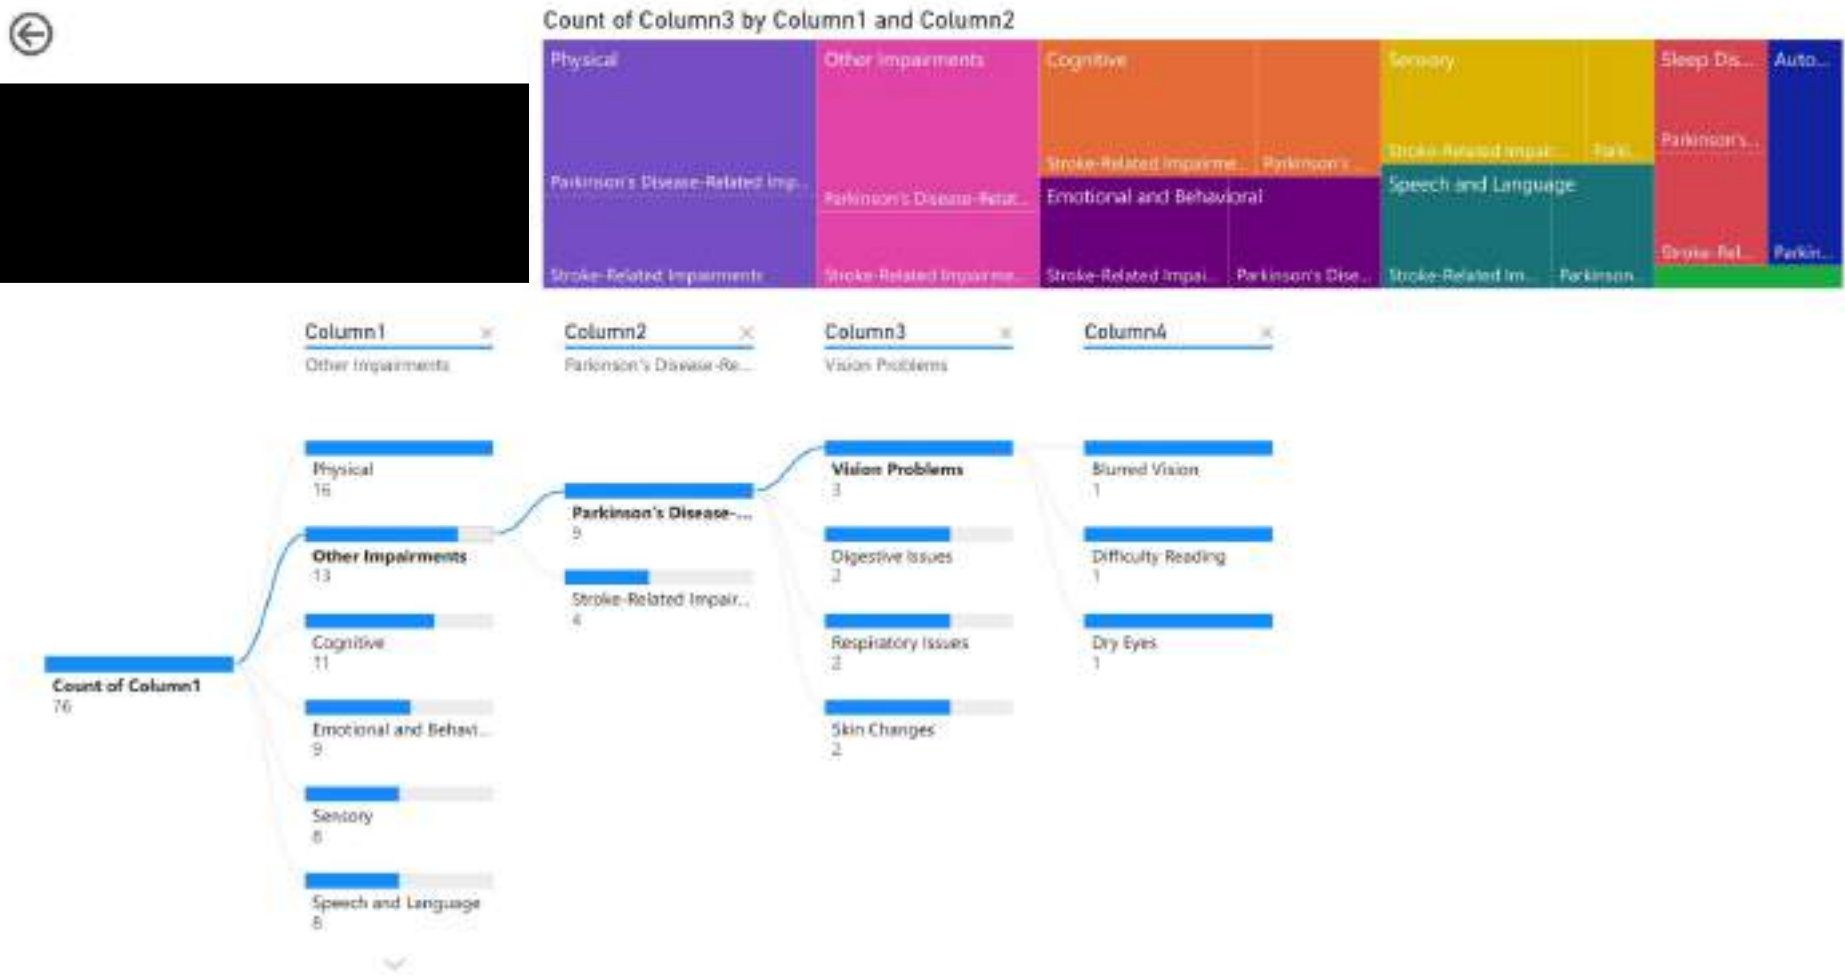 Count of Column3 by Column1 and Column2
Physical
Other Impairments
Cognitive
Sensory
Sleep Dis...
Auto...
Stroke-Related Impairme...
Parkinson's
Stroke-Related Impair...
Parki...
Parkinson's...
Parkinson's Disease-Related Imp...
Parkinson's Disease-Relat...
Emotional and Behavioral
Speech and Language
Stroke-Related Impairments
Stroke-Related Impairme...
Stroke-Related Impai...
Parkinson's Dise...
Stroke-Related Im...
Parkinson...
Stroke-Rel...
Parkin...
Column1
Column2
Column3
Column4
Other Impairments
Parkinson's Disease-Re...
Vision Problems
Count of Column1
76
Physical
16
Other Impairments
13
Cognitive
11
Emotional and Behavi...
9
Sensory
8
Speech and Language
8
Parkinson's Disease-...
9
Stroke-Related Impair...
4
Vision Problems
3
Digestive Issues
2
Respiratory Issues
2
Skin Changes
2
Blurred Vision
1
Difficulty Reading
1
Dry Eyes
1